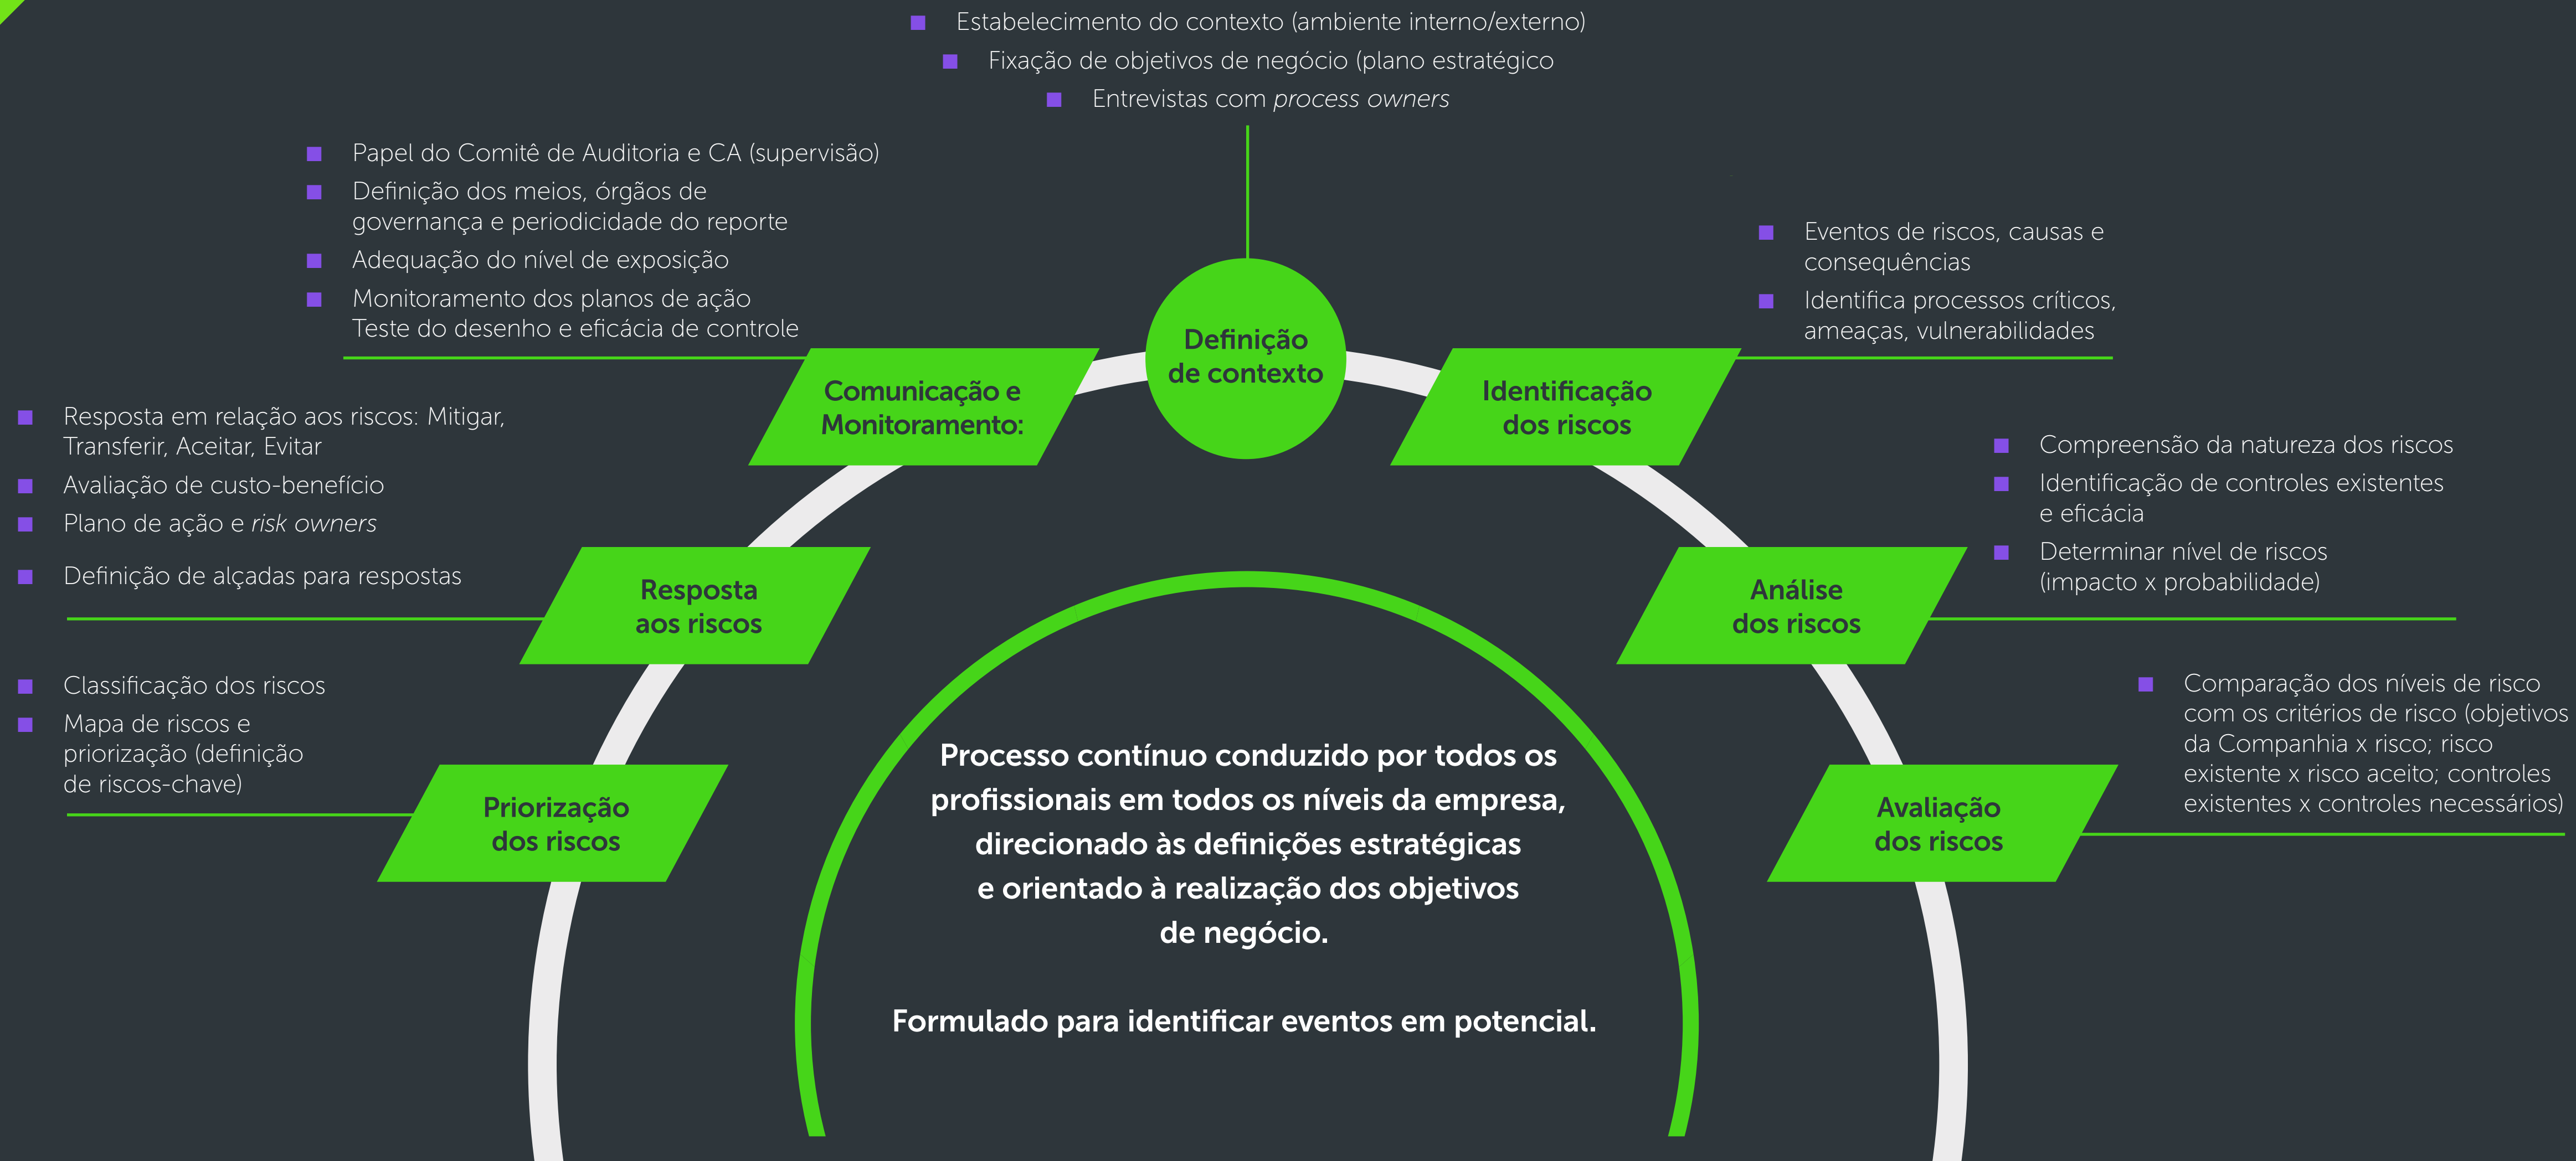 Estabelecimento do contexto (ambiente interno/externo)
Fixação de objetivos de negócio (plano estratégico
Entrevistas com process owners
Definição
de contexto
Eventos de riscos, causas e
consequências
Identifica processos críticos,
ameaças, vulnerabilidades
Identificação
dos riscos
Compreensão da natureza dos riscos
Identificação de controles existentes
e eficácia
Determinar nível de riscos
(impacto x probabilidade)
Análise
dos riscos
Comparação dos níveis de risco
com os critérios de risco (objetivos
da Companhia x risco; risco
existente x risco aceito; controles
existentes x controles necessários)
Avaliação
dos riscos
Classificação dos riscos
Mapa de riscos e
priorização (definição
de riscos-chave)
Priorização
dos riscos
Resposta em relação aos riscos: Mitigar,
Transferir, Aceitar, Evitar
Avaliação de custo-benefício
Plano de ação e risk owners
Definição de alçadas para respostas
Resposta
aos riscos
Papel do Comitê de Auditoria e CA (supervisão)
Definição dos meios, órgãos de
governança e periodicidade do reporte
Adequação do nível de exposição
Monitoramento dos planos de ação
Teste do desenho e eficácia de controle
Comunicação e
Monitoramento:
Processo contínuo conduzido por todos os
profissionais em todos os níveis da empresa,
direcionado às definições estratégicas
e orientado à realização dos objetivos
de negócio.
Formulado para identificar eventos em potencial.